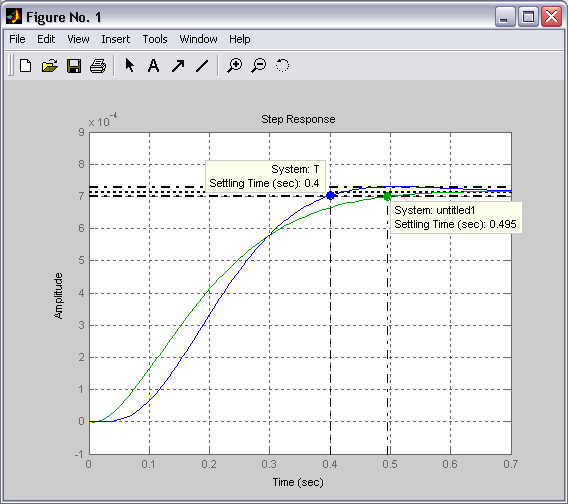 Figure No. 1
File Edit View Insert Tools Window Help
A
Step Response
x 10^-4
9
8
7
6
5
4
3
2
1
0
-1
Amplitude
System: T
Settling Time (sec): 0.4
System: untitled1
Settling Time (sec): 0.495
0 0.1 0.2 0.3 0.4 0.5 0.6 0.7
Time (sec)